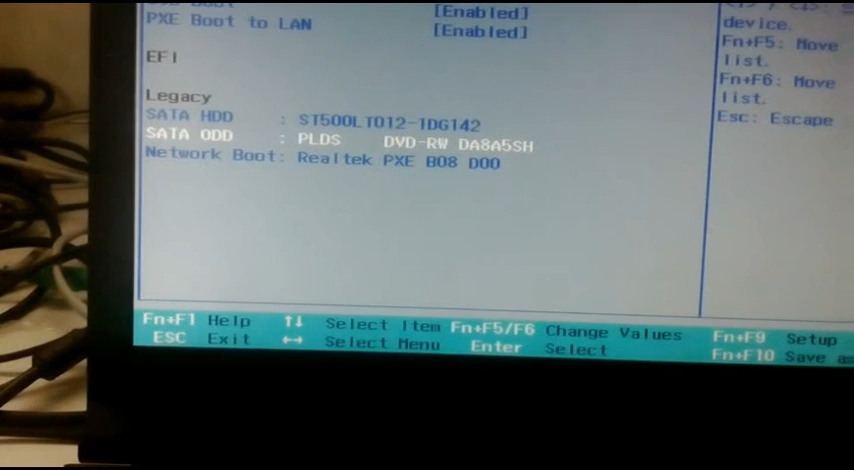 [Enabled]
PXE Boot to LAN [Enabled]
EFI
Legacy
SATA HDD : ST500LT012-1DG142
SATA ODD : PLDS DVD-RW DA8A5SH
Network Boot: Realtek PXE B08 D00
device.
Fn+F5: Move
list.
Fn+F6: Move
list.
Esc: Escape
Fn+F1 Help ↑↓ Select Item Fn+F5/F6 Change Values Fn+F9 Setup
ESC Exit ↔ Select Menu Enter Select Fn+F10 Save